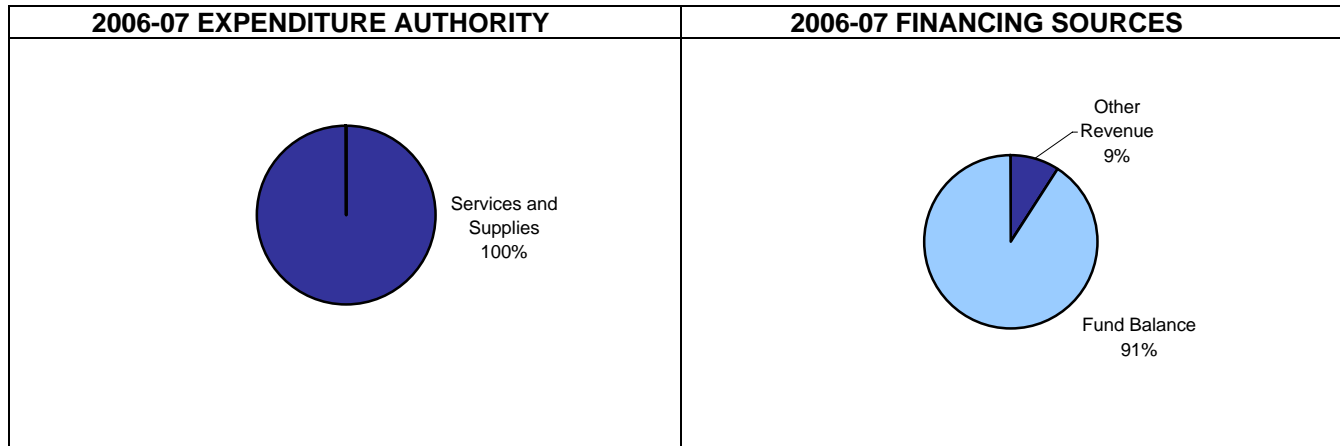 2006-07 EXPENDITURE AUTHORITY
2006-07 FINANCING SOURCES
Services and
Supplies
100%
Other
Revenue
9%
Fund Balance
91%